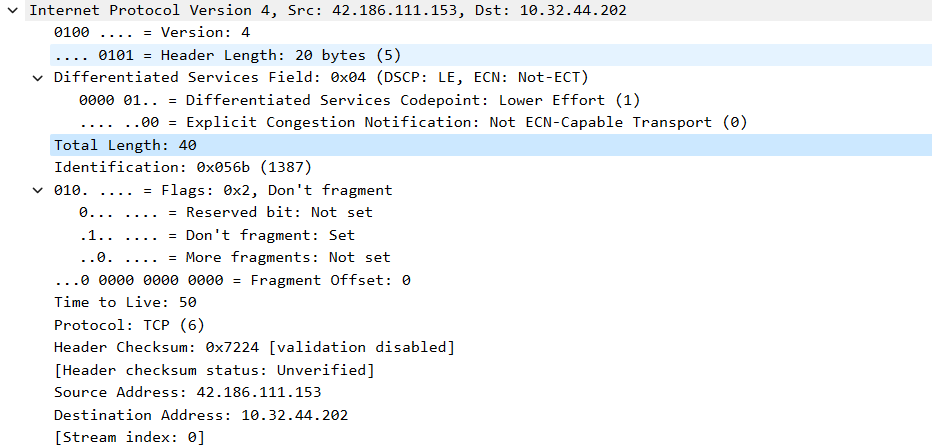 Internet Protocol Version 4, Src: 42.186.111.153, Dst: 10.32.44.202
0100 .... = Version: 4
.... 0101 = Header Length: 20 bytes (5)
Differentiated Services Field: 0x04 (DSCP: LE, ECN: Not-ECT)
0000 01.. = Differentiated Services Codepoint: Lower Effort (1)
.... ..00 = Explicit Congestion Notification: Not ECN-Capable Transport (0)
Total Length: 40
Identification: 0x056b (1387)
010. .... = Flags: 0x2, Don't fragment
0... .... = Reserved bit: Not set
.1.. .... = Don't fragment: Set
..0. .... = More fragments: Not set
...0 0000 0000 0000 = Fragment Offset: 0
Time to Live: 50
Protocol: TCP (6)
Header Checksum: 0x7224 [validation disabled]
[Header checksum status: Unverified]
Source Address: 42.186.111.153
Destination Address: 10.32.44.202
[Stream index: 0]